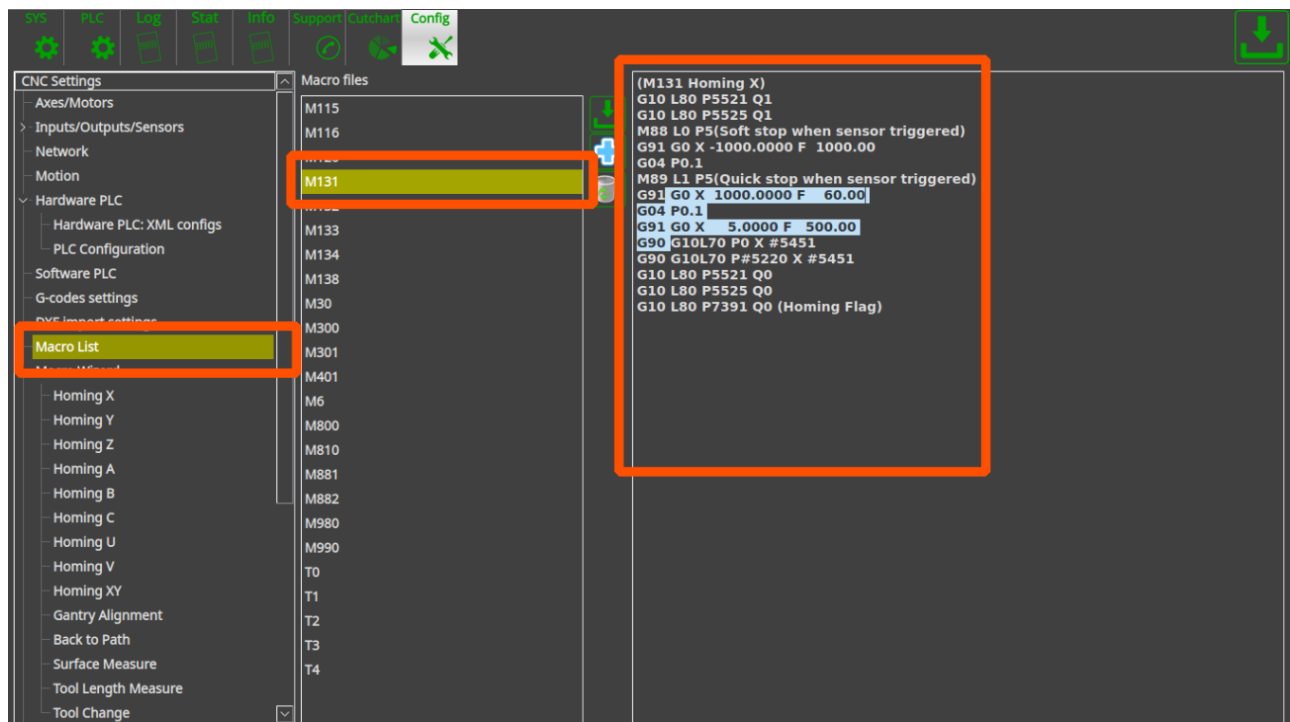 SYS PLC Log Stat Info Support Cutchart Config
CNC Settings
Axes/Motors
Inputs/Outputs/Sensors
Network
Motion
Hardware PLC
Hardware PLC: XML configs
PLC Configuration
Software PLC
G-codes settings
DXF import settings
Macro List
Macro Wizard
Homing X
Homing Y
Homing Z
Homing A
Homing B
Homing C
Homing U
Homing V
Homing XY
Gantry Alignment
Back to Path
Surface Measure
Tool Length Measure
Tool Change
Macro files
M115
M116
M131
M133
M134
M138
M30
M300
M301
M401
M6
M800
M810
M881
M882
M980
M990
T0
T1
T2
T3
T4
(M131 Homing X)
G10 L80 P5521 Q1
G10 L80 P5525 Q1
M88 L0 P5(Soft stop when sensor triggered)
G91 G0 X -1000.0000 F 1000.00
G04 P0.1
M89 L1 P5(Quick stop when sensor triggered)
G91 G0 X 1000.0000 F 60.00
G04 P0.1
G91 G0 X 5.0000 F 500.00
G90 G10L70 P0 X #5451
G90 G10L70 P#5220 X #5451
G10 L80 P5521 Q0
G10 L80 P5525 Q0
G10 L80 P7391 Q0 (Homing Flag)